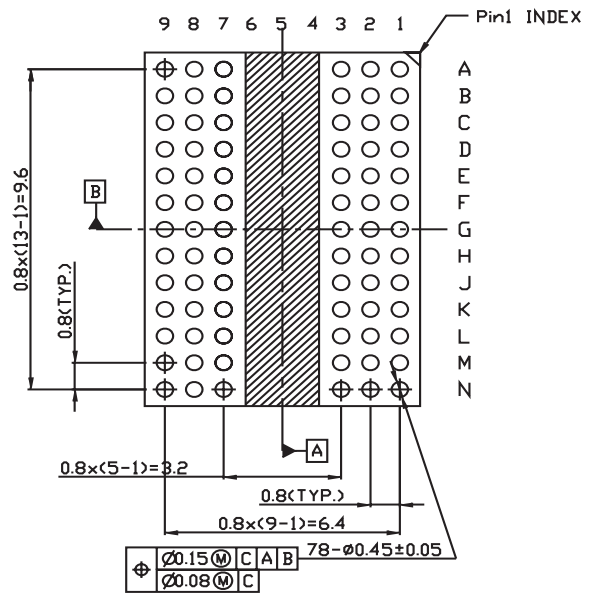 9 8 7 6 5 4 3 2 1
Pin1 INDEX
A
B
C
D
E
F
G
H
J
K
L
M
N
0.8x(13-1)=9.6
B
0.8(TYP.)
A
0.8x(5-1)=3.2
0.8(TYP.)
0.8x(9-1)=6.4
78-ø0.45±0.05
Ø0.15 Ⓜ C A B
Ø0.08 Ⓜ C